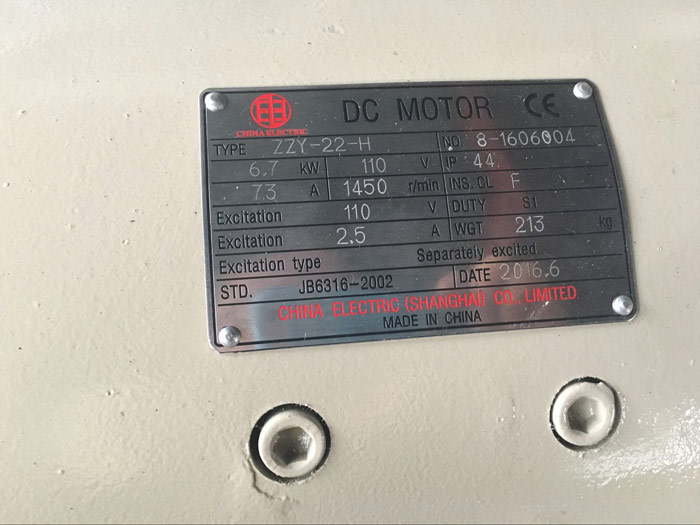 DC MOTOR CE
CHINA ELECTRIC
TYPE ZZY-22-H NO 8-1606004
6.7 KW 110 V IP 44
73 A 1450 r/min INS. CL F
Excitation 110 V DUTY S1
Excitation 2.5 A WGT 213 kg
Excitation type Separately excited
STD. JB6316-2002 DATE 2016.6
CHINA ELECTRIC (SHANGHAI) CO., LIMITED
MADE IN CHINA